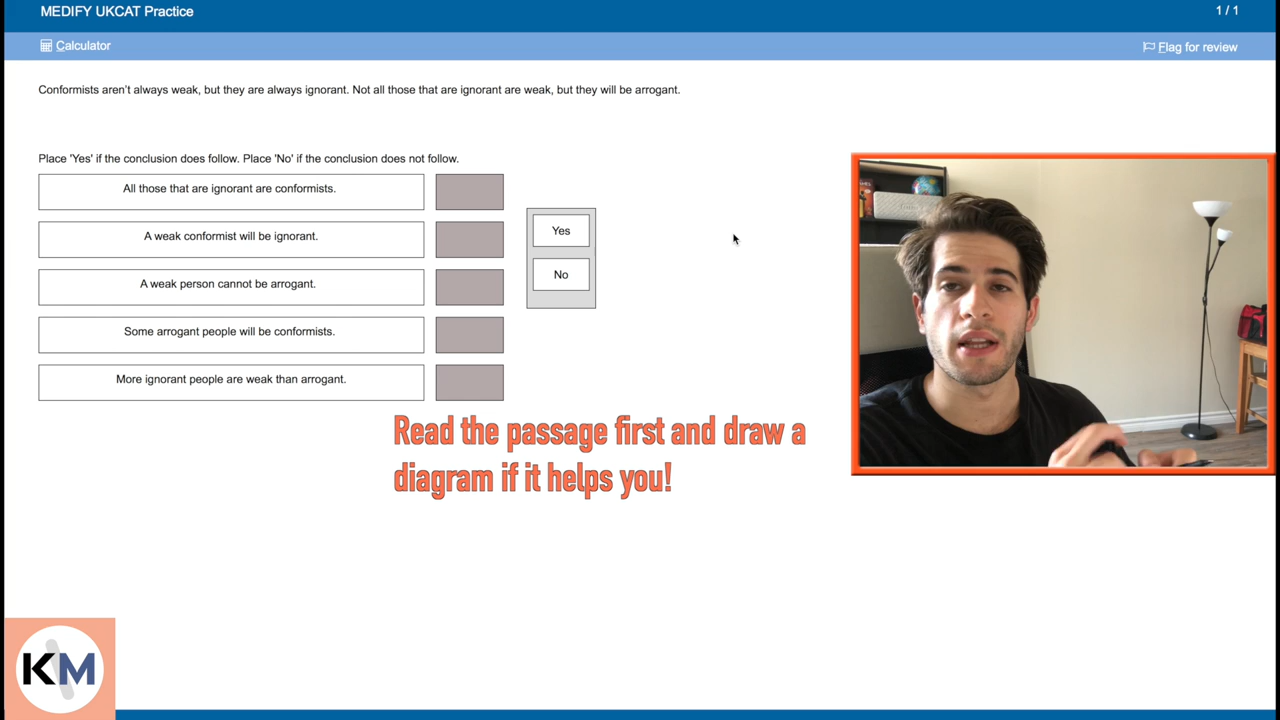 MEDIFY UKCAT Practice
1 / 1
Calculator
Flag for review
Conformists aren't always weak, but they are always ignorant. Not all those that are ignorant are weak, but they will be arrogant.
Place 'Yes' if the conclusion does follow. Place 'No' if the conclusion does not follow.
All those that are ignorant are conformists.
A weak conformist will be ignorant.
Yes
No
A weak person cannot be arrogant.
Some arrogant people will be conformists.
More ignorant people are weak than arrogant.
Read the passage first and draw a
diagram if it helps you!
KM